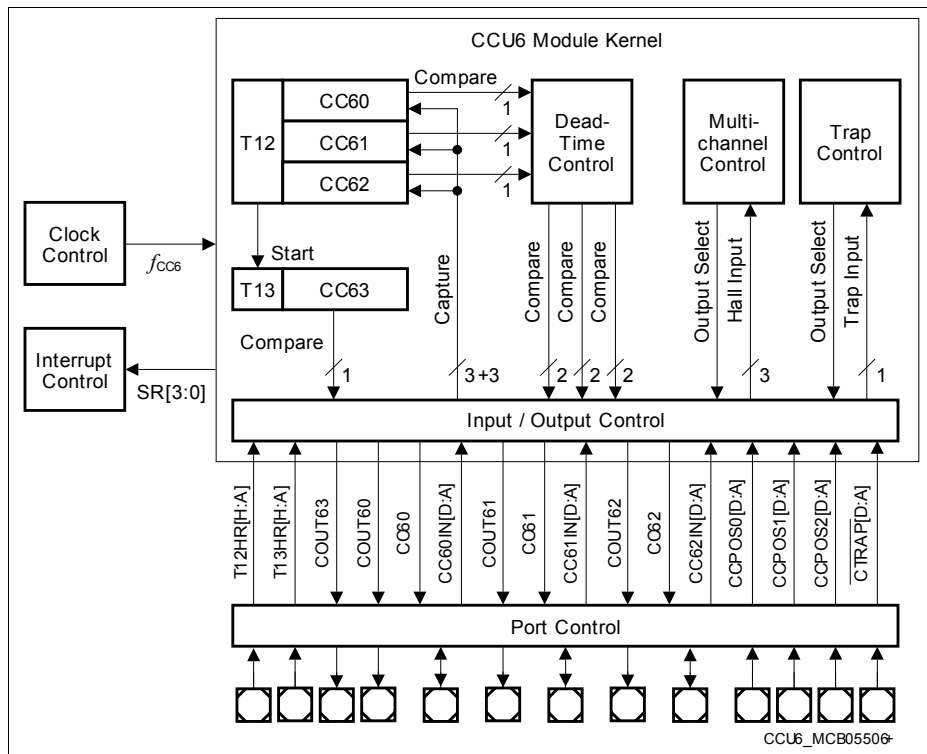 CCU6 Module Kernel
Compare
T12
CC60
CC61
CC62
1
1
1
Dead-
Time
Control
Multi-
channel
Control
Trap
Control
Clock
Control
fCC6
Interrupt
Control
SR[3:0]
Start
T13
CC63
Compare
1
Capture
3+3
Compare
Compare
Compare
2
2
2
Output Select
Hall Input
3
Output Select
Trap Input
1
Input / Output Control
T12HR[H:A]
T13HR[H:A]
COUT63
COUT60
CC60
CC60IN[D:A]
COUT61
CC61
CC61IN[D:A]
COUT62
CC62
CC62IN[D:A]
CCPOS0[D:A]
CCPOS1[D:A]
CCPOS2[D:A]
CTRAP[D:A]
Port Control
CCU6_MCB05506+